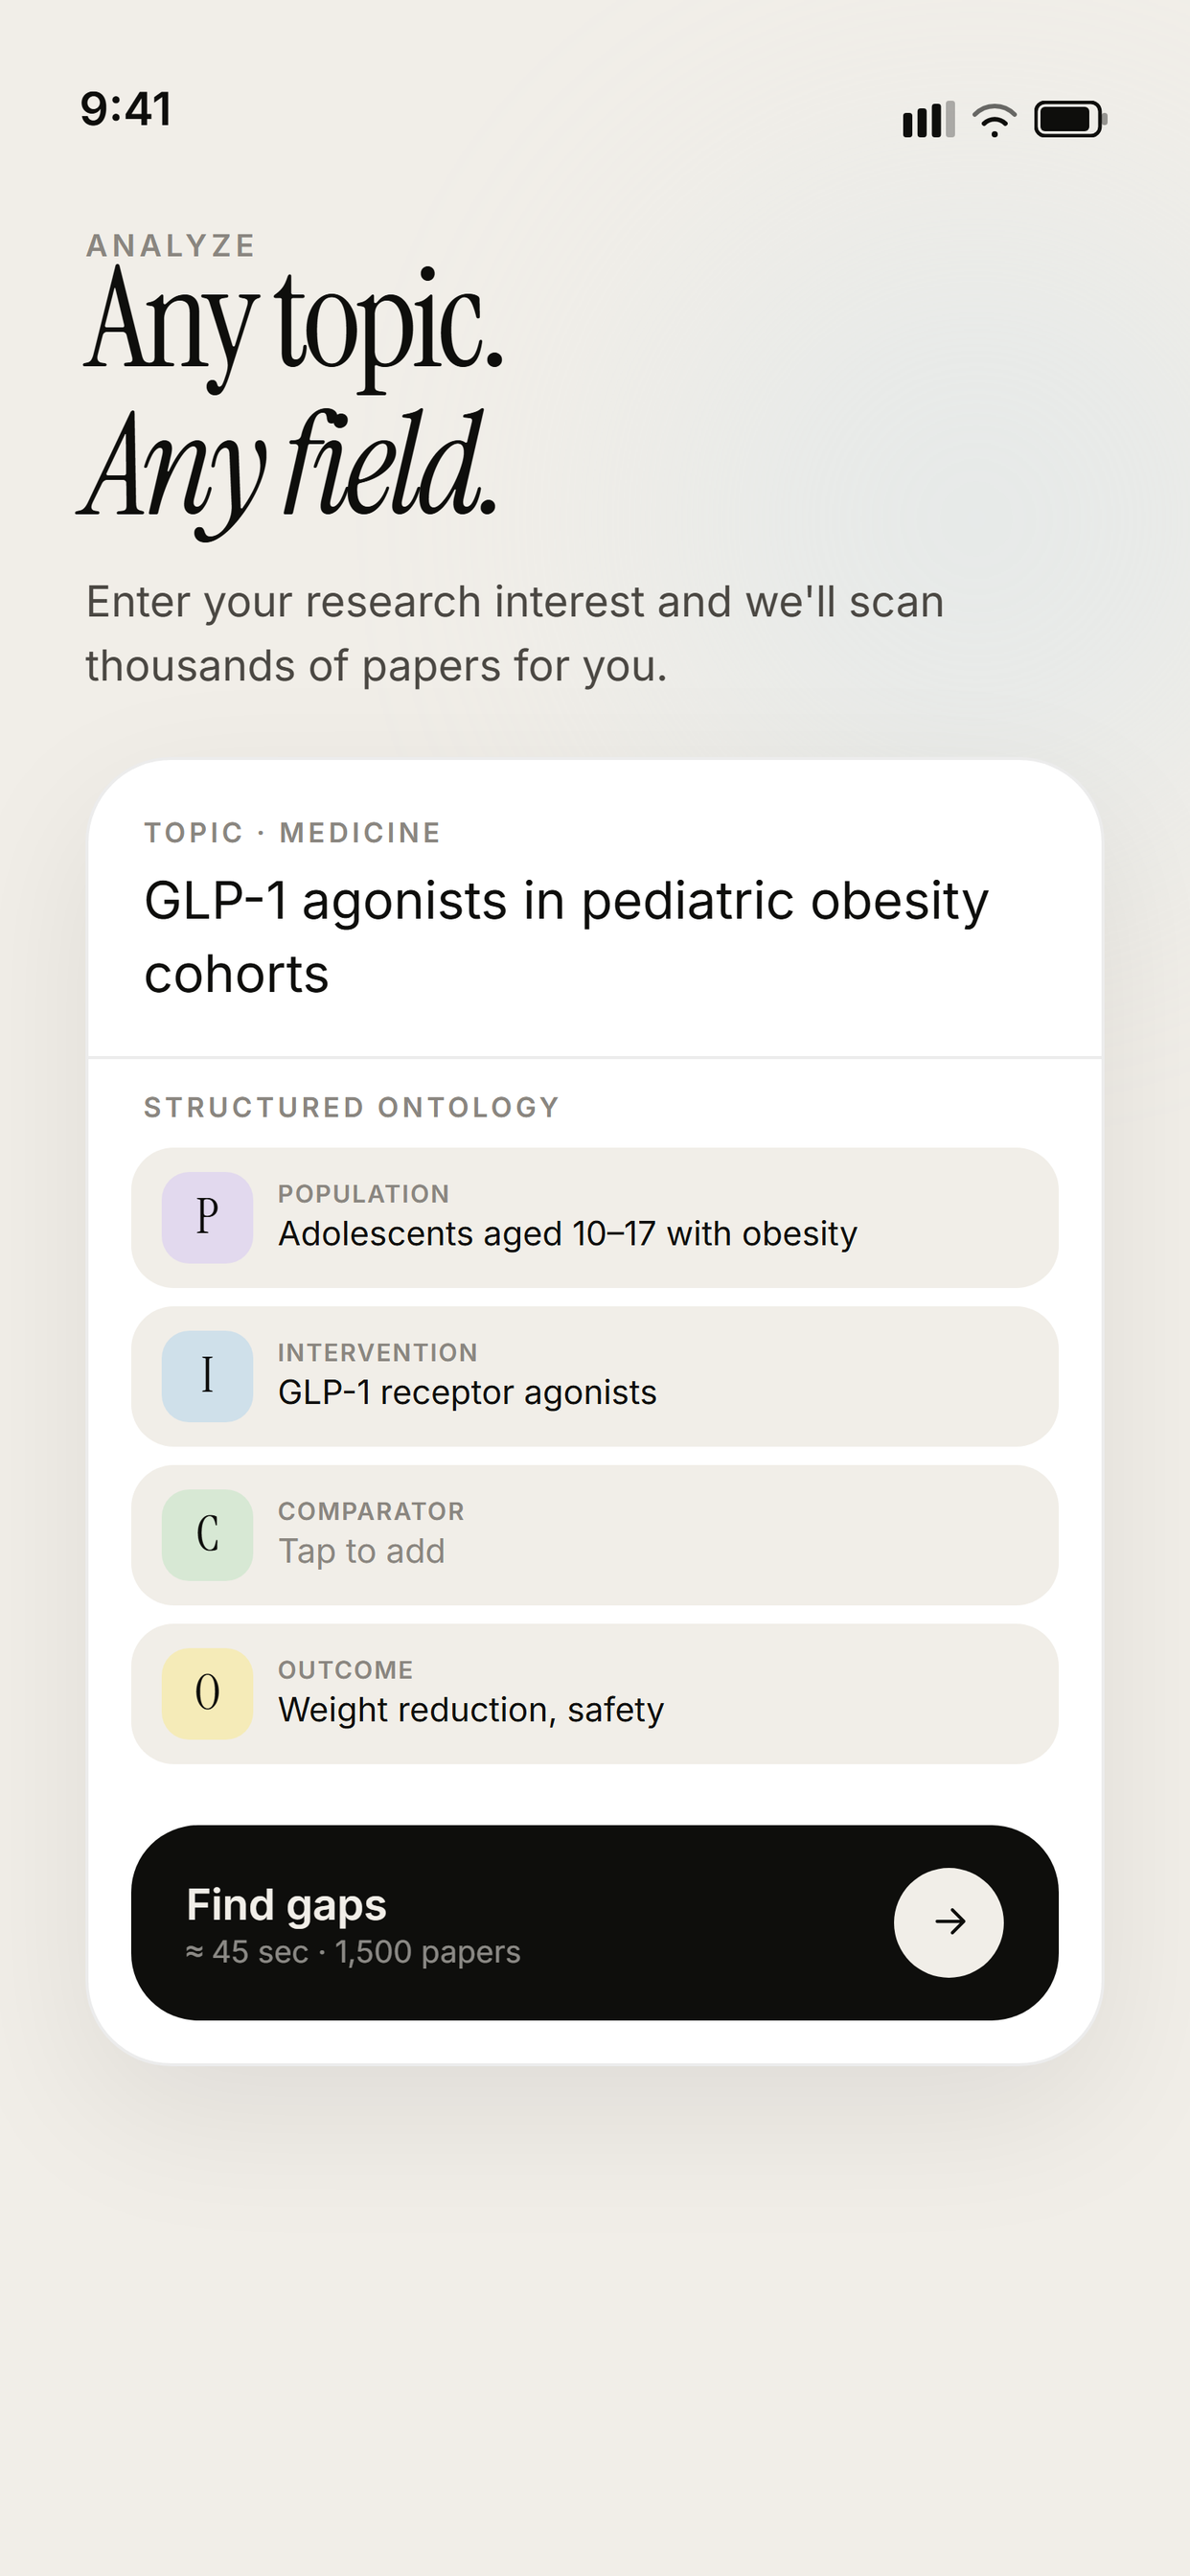 9:41
ANALYZE
Any topic.
Any field.
Enter your research interest and we'll scan
thousands of papers for you.
TOPIC · MEDICINE
GLP-1 agonists in pediatric obesity
cohorts
STRUCTURED ONTOLOGY
P
POPULATION
Adolescents aged 10–17 with obesity
I
INTERVENTION
GLP-1 receptor agonists
C
COMPARATOR
Tap to add
O
OUTCOME
Weight reduction, safety
Find gaps
≈ 45 sec · 1,500 papers